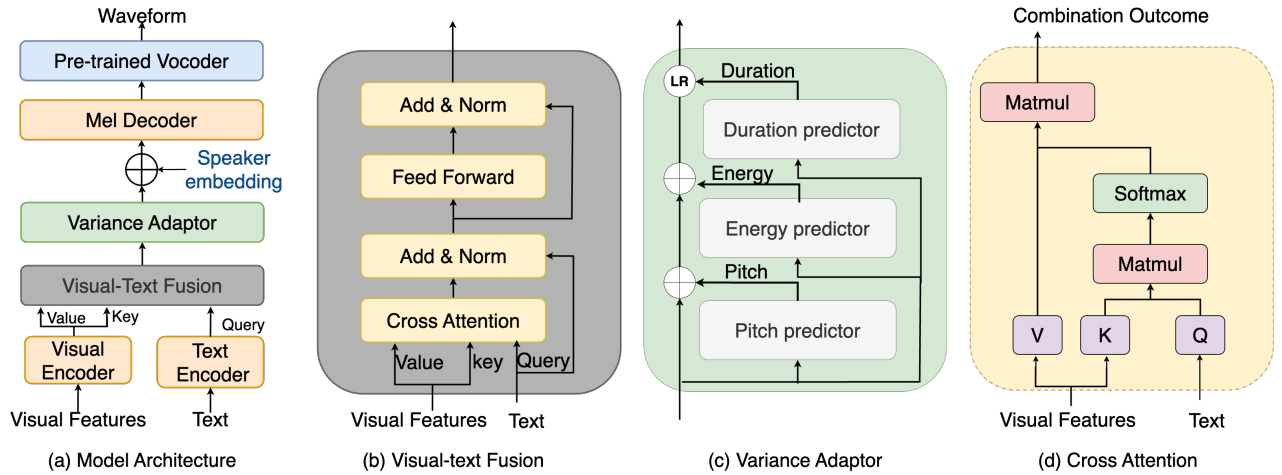 Waveform
Pre-trained Vocoder
Mel Decoder
Speaker
embedding
Variance Adaptor
Visual-Text Fusion
Value
Key
Query
Visual
Encoder
Text
Encoder
Visual Features
Text
(a) Model Architecture
Add & Norm
Feed Forward
Add & Norm
Cross Attention
Value
key
Query
Visual Features
Text
(b) Visual-text Fusion
LR
Duration
Duration predictor
Energy
Energy predictor
Pitch
Pitch predictor
(c) Variance Adaptor
Combination Outcome
Matmul
Softmax
Matmul
V
K
Q
Visual Features
Text
(d) Cross Attention